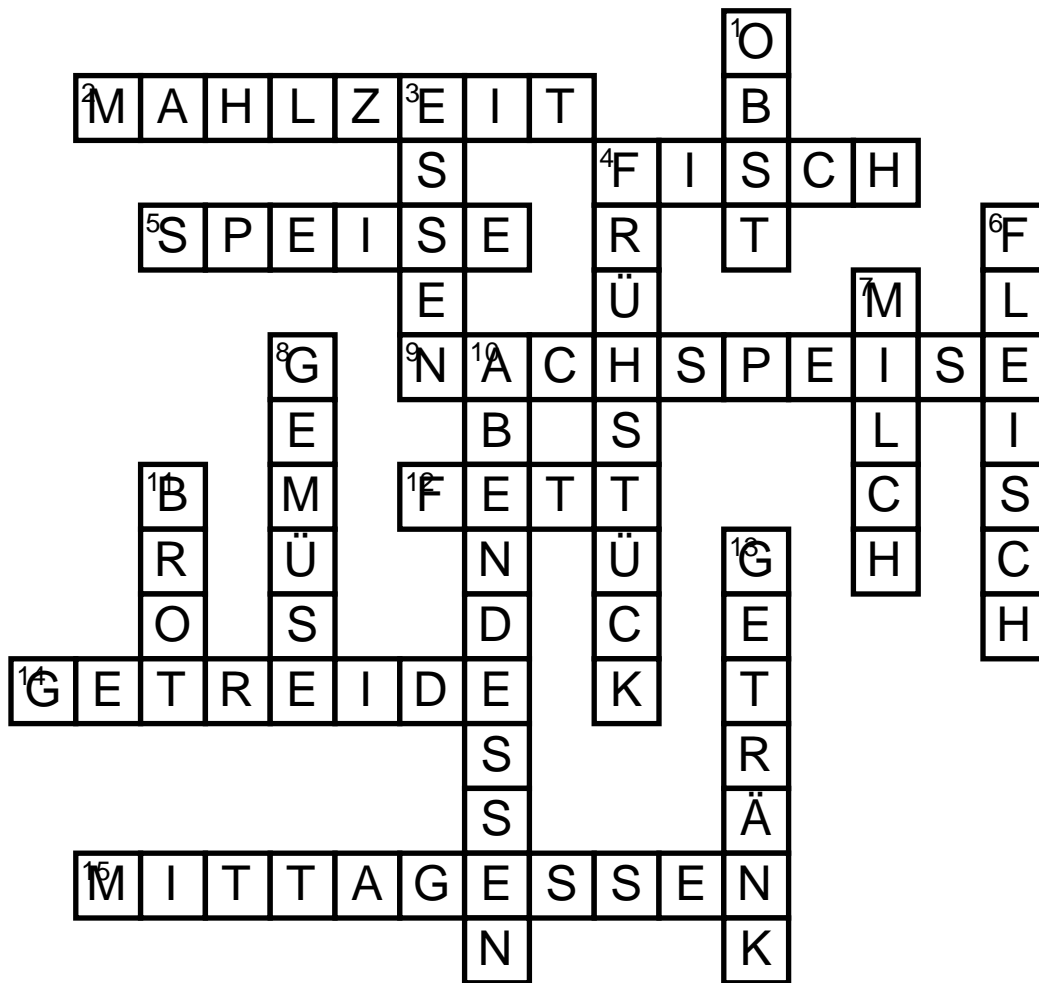 1 OBST
2 MAHLZEIT
3 ESSEN
4 FISCH
4 FRÜHSTÜCK
5 SPEISE
6 FLEISCH
7 MILCH
8 GEMÜSE
9 NACHSPEISE
10 ABENDESSEN
11 BROT
12 FETT
13 GETRÄNK
14 GETREIDE
15 MITTAGESSEN